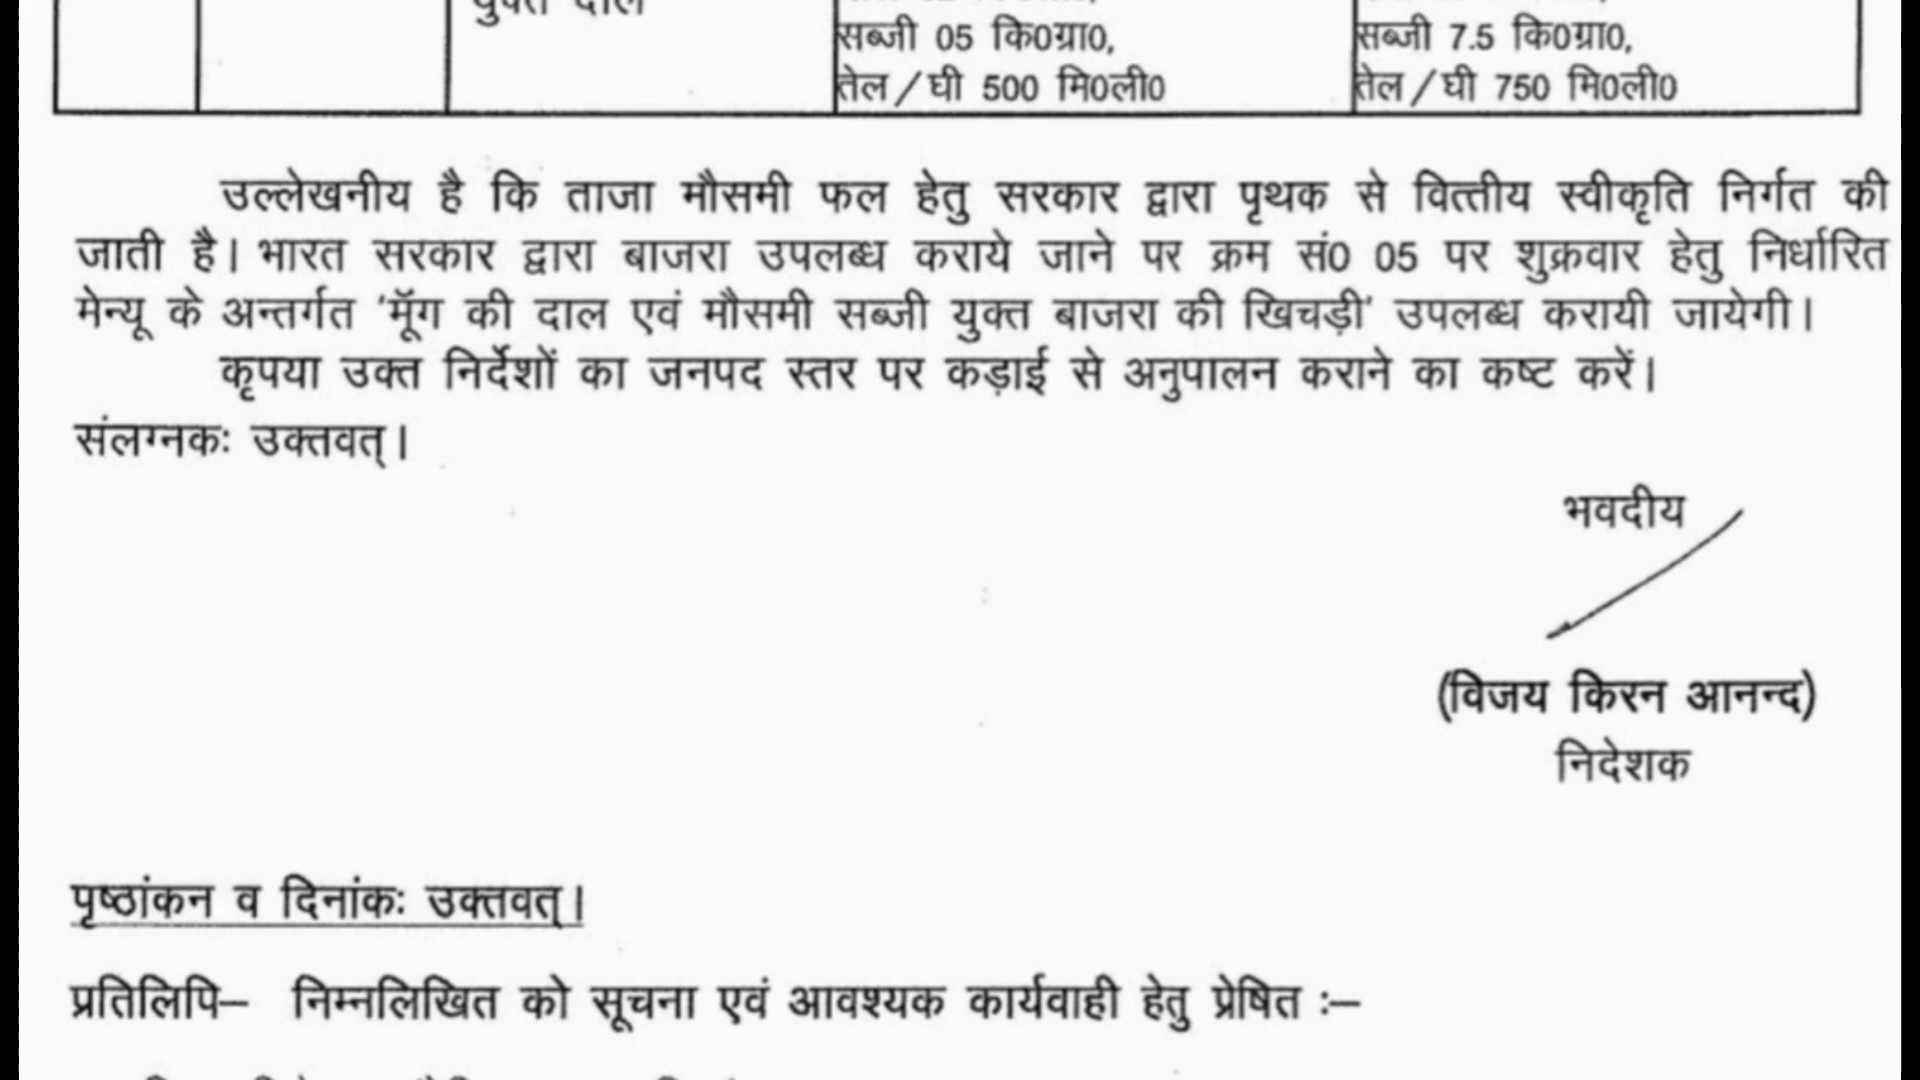 युक्त दाल
सब्जी 05 कि0ग्रा0,
तेल/घी 500 मि0ली0
सब्जी 7.5 कि0ग्रा0,
तेल/घी 750 मि0ली0
उल्लेखनीय है कि ताजा मौसमी फल हेतु सरकार द्वारा पृथक से वित्तीय स्वीकृति निर्गत की
जाती है। भारत सरकार द्वारा बाजरा उपलब्ध कराये जाने पर क्रम सं0 05 पर शुक्रवार हेतु निर्धारित
मेन्यू के अन्तर्गत 'मूॅग की दाल एवं मौसमी सब्जी युक्त बाजरा की खिचड़ी' उपलब्ध करायी जायेगी।
कृपया उक्त निर्देशों का जनपद स्तर पर कड़ाई से अनुपालन कराने का कष्ट करें।
संलग्नकः उक्तवत्।
भवदीय
(विजय किरन आनन्द)
निदेशक
पृष्ठांकन व दिनांकः उक्तवत्।
प्रतिलिपि– निम्नलिखित को सूचना एवं आवश्यक कार्यवाही हेतु प्रेषित :–